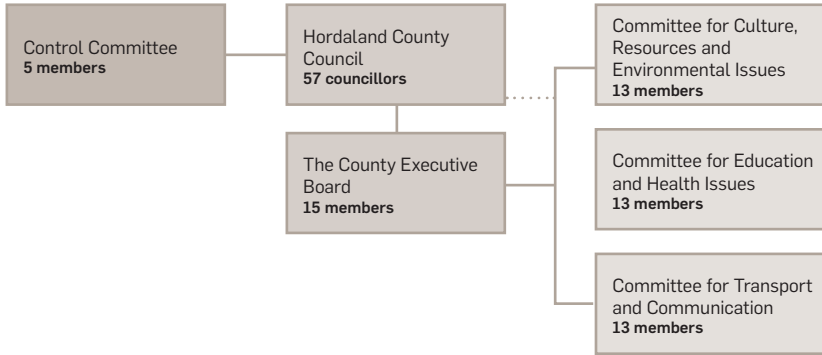 Control Committee
5 members
Hordaland County
Council
57 councillors
The County Executive
Board
15 members
Committee for Culture,
Resources and
Environmental Issues
13 members
Committee for Education
and Health Issues
13 members
Committee for Transport
and Communication
13 members